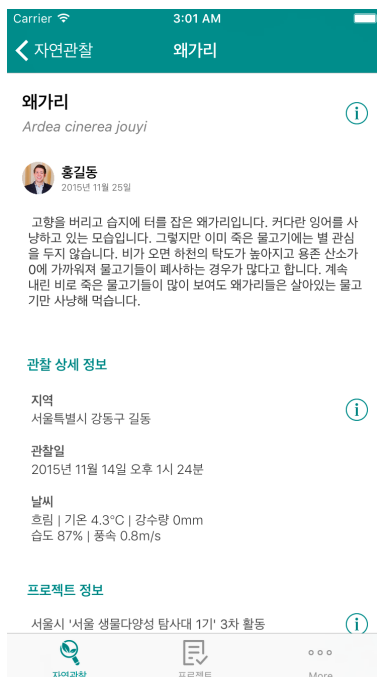 Carrier 3:01 AM
자연관찰 왜가리
왜가리
Ardea cinerea jouyi
홍길동
2015년 11월 25일
고향을 버리고 습지에 터를 잡은 왜가리입니다. 커다란 잉어를 사
냥하고 있는 모습입니다. 그렇지만 이미 죽은 물고기에는 별 관심
을 두지 않습니다. 비가 오면 하천의 탁도가 높아지고 용존 산소가
0에 가까워져 물고기들이 폐사하는 경우가 많다고 합니다. 계속
내린 비로 죽은 물고기들이 많이 보여도 왜가리들은 살아있는 물고
기만 사냥해 먹습니다.
관찰 상세 정보
지역
서울특별시 강동구 길동
관찰일
2015년 11월 14일 오후 1시 24분
날씨
흐림 | 기온 4.3°C | 강수량 0mm
습도 87% | 풍속 0.8m/s
프로젝트 정보
서울시 '서울 생물다양성 탐사대 1기' 3차 활동
자연관찰 프로젝트 More